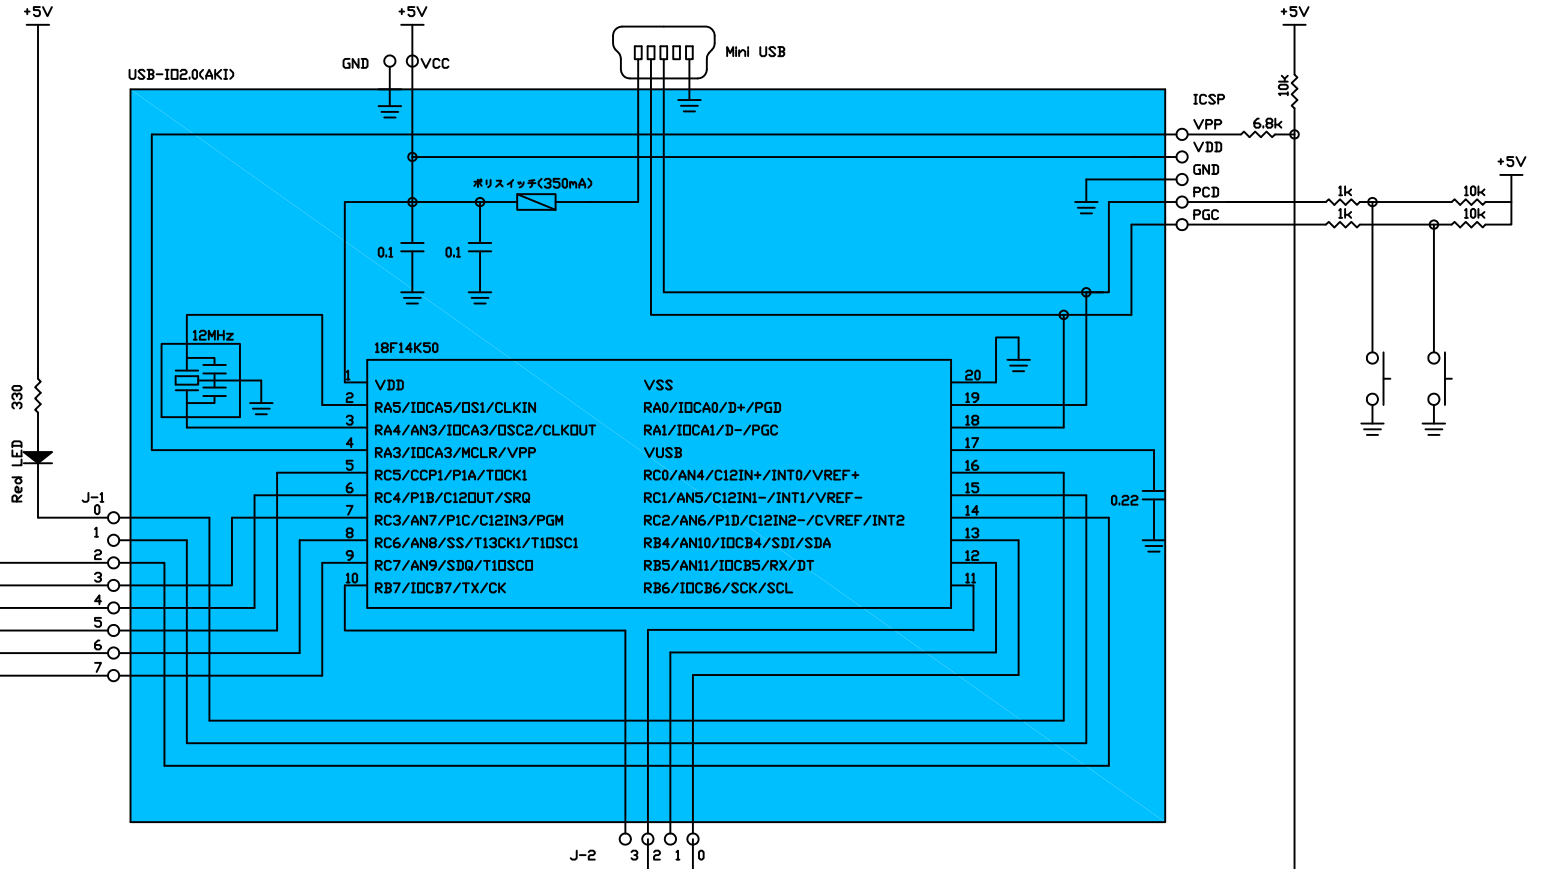 +5V
+5V
+5V
Mini USB
GND
VCC
USB-IO2.0(AKI)
10k
ICSP
VPP
6.8k
VDD
GND
+5V
PCD
1k
10k
PGC
1k
10k
ポリスイッチ(350mA)
0.1
0.1
12MHz
18F14K50
1
VDD
VSS
20
2
RA5/IOCA5/OS1/CLKIN
RA0/IOCA0/D+/PGD
19
3
RA4/AN3/IOCA3/OSC2/CLKOUT
RA1/IOCA1/D-/PGC
18
4
RA3/IOCA3/MCLR/VPP
VUSB
17
5
RC5/CCP1/P1A/TOCK1
RC0/AN4/C12IN+/INT0/VREF+
16
6
RC4/P1B/C12OUT/SRQ
RC1/AN5/C12IN1-/INT1/VREF-
15
7
RC3/AN7/P1C/C12IN3/PGM
RC2/AN6/P1D/C12IN2-/CVREF/INT2
14
8
RC6/AN8/SS/T13CK1/T1OSC1
RB4/AN10/IOCB4/SDI/SDA
13
9
RC7/AN9/SDO/T1OSCO
RB5/AN11/IOCB5/RX/DT
12
10
RB7/IOCB7/TX/CK
RB6/IOCB6/SCK/SCL
11
0.22
330
Red LED
J-1
0
1
2
3
4
5
6
7
J-2
3
2
1
0